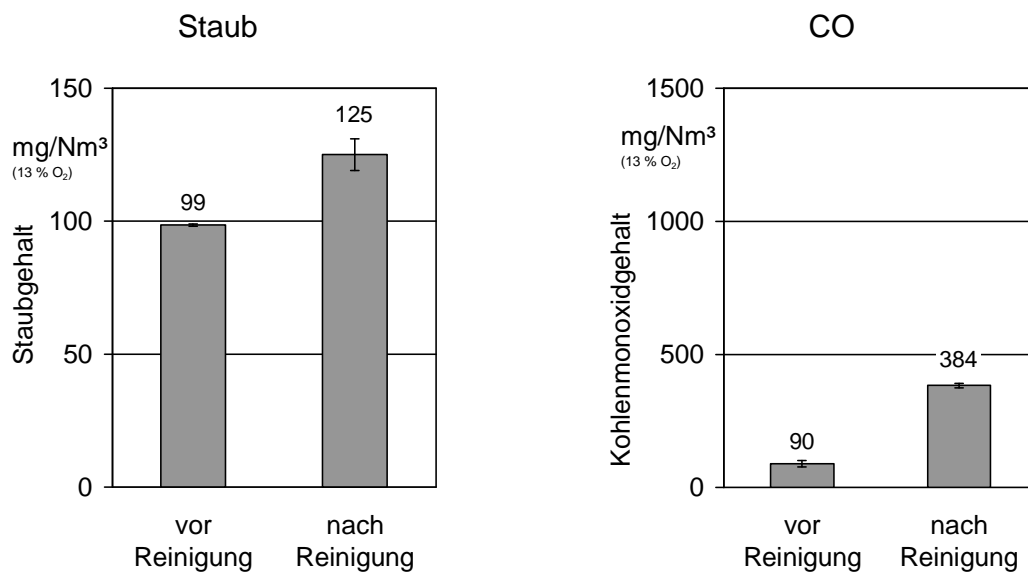 Staub
150
mg/Nm³
(13 % O₂)
100
50
0
Staubgehalt
99
125
vor
Reinigung
nach
Reinigung
CO
1500
mg/Nm³
(13 % O₂)
1000
500
0
Kohlenmonoxidgehalt
90
384
vor
Reinigung
nach
Reinigung